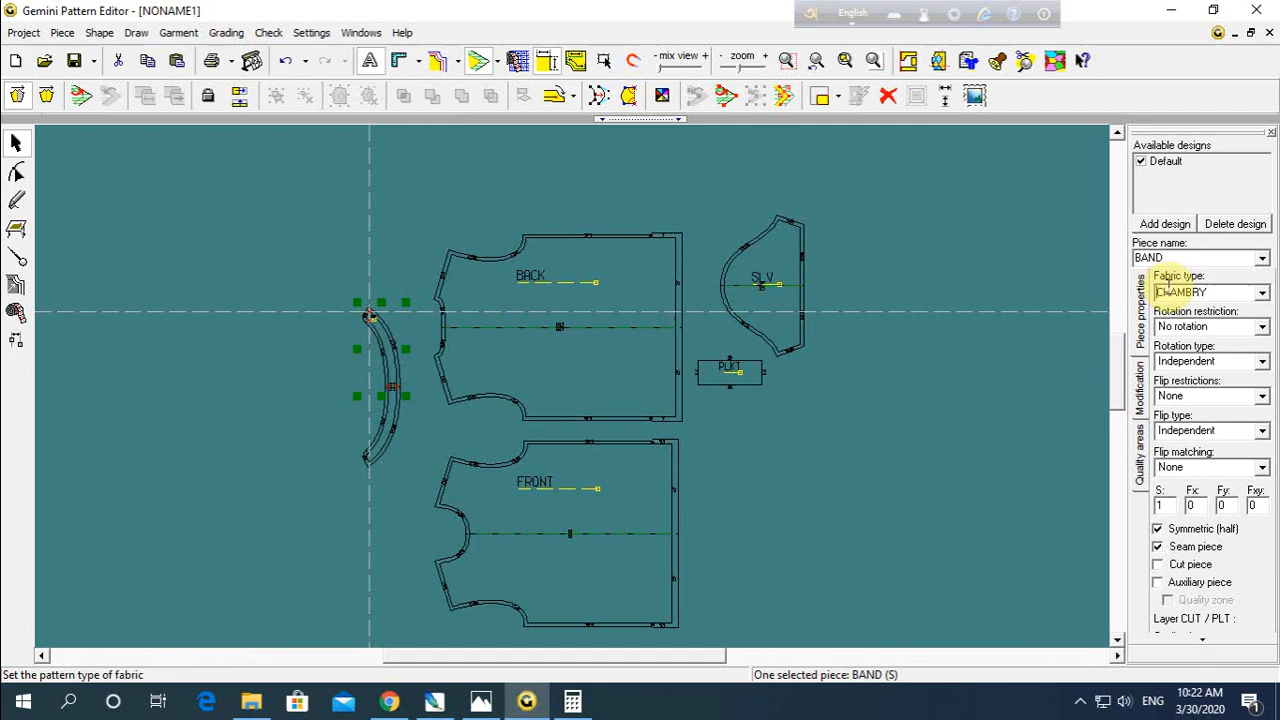 Gemini Pattern Editor - [NONAME1]
English
Project Piece Shape Draw Garment Grading Check Settings Windows Help
mix view
zoom
Available designs
Default
Add design Delete design
Piece name:
BAND
Fabric type:
CHAMBRY
Rotation restriction:
No rotation
Rotation type:
Independent
Flip restrictions:
None
Flip type:
Independent
Flip matching:
None
S: Fx: Fy: Fxy:
1 0 0 0
Symmetric (half)
Seam piece
Cut piece
Auxiliary piece
Quality zone
Layer CUT / PLT :
Piece properties
Modification
Quality areas
BACK
SLV
PLKT
FRONT
Set the pattern type of fabric
One selected piece: BAND (S)
ENG
10:22 AM
3/30/2020